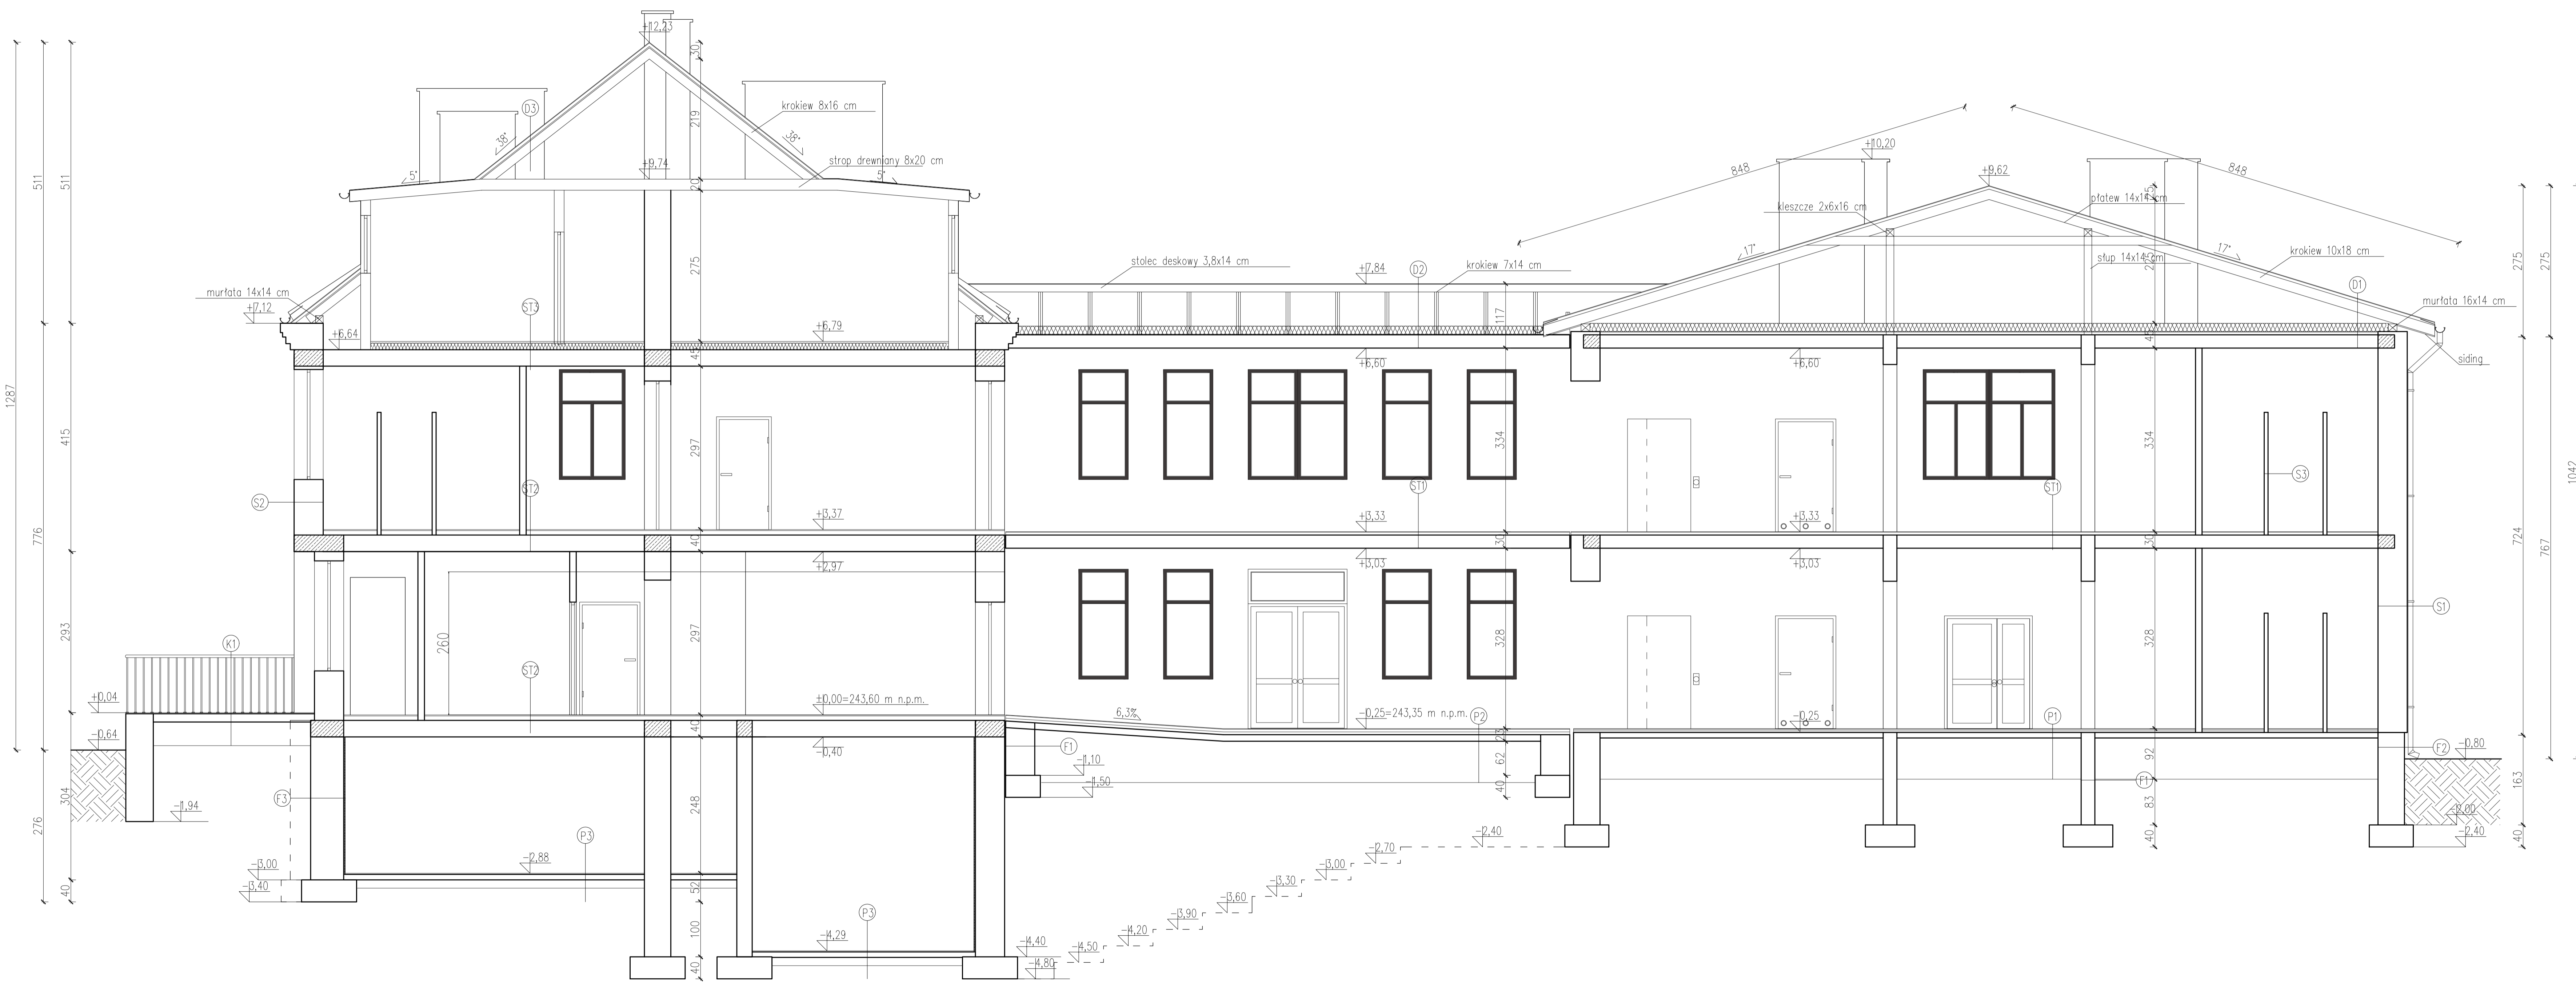 +12,23
30
krokiew 8x16 cm
D3
219
38°
38°
strop drewniany 8x20 cm
+9,74
5°
5°
20
+10,20
848
848
+9,62
płatew 14x14 cm
kleszcze 2x6x16 cm
17°
17°
krokiew 10x18 cm
słup 14x14 cm
511
511
275
275
275
stolec deskowy 3,8x14 cm
krokiew 7x14 cm
+7,84
D2
D1
murłata 14x14 cm
+7,12
murłata 16x14 cm
ST3
+6,79
+6,64
117
45
+6,60
+6,60
siding
1287
415
297
334
334
1042
S2
ST2
ST1
ST1
S3
+3,37
+3,33
+3,33
776
40
30
30
724
767
+2,97
+3,03
+3,03
S1
293
K1
260
297
328
328
ST2
+0,04
±0,00=243,60 m n.p.m.
6,3%
-0,25=243,35 m n.p.m.
P2
-0,25
P1
-0,64
40
23
-0,40
F1
F2
-0,80
-1,10
62
92
-1,50
40
F1
163
304
F3
248
83
-1,94
-2,00
276
P3
-2,40
40
40
-2,40
-2,70
-2,88
-3,00
-3,00
-3,30
-3,40
40
52
-3,60
P3
-3,90
100
-4,29
-4,20
-4,40
-4,50
40
-4,80